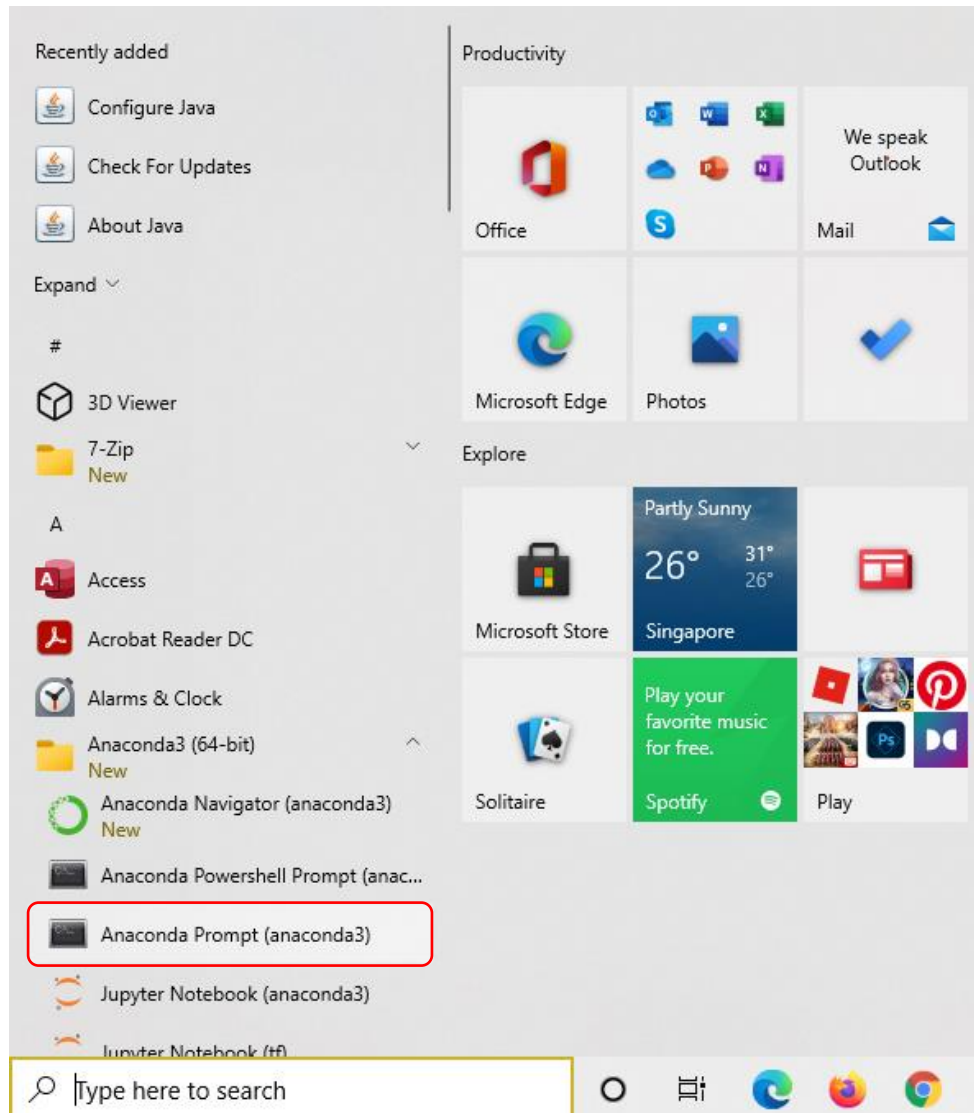 Recently added
Configure Java
Check For Updates
About Java
Expand
#
3D Viewer
7-Zip
New
A
Access
Acrobat Reader DC
Alarms & Clock
Anaconda3 (64-bit)
New
Anaconda Navigator (anaconda3)
New
Anaconda Powershell Prompt (anac...
Anaconda Prompt (anaconda3)
Jupyter Notebook (anaconda3)
Jupyter Notebook (tf)
Type here to search
Productivity
Office
We speak
Outlook
Mail
Microsoft Edge
Photos
Explore
Microsoft Store
Partly Sunny
26° 31°
26°
Singapore
Solitaire
Play your
favorite music
for free.
Spotify
Play